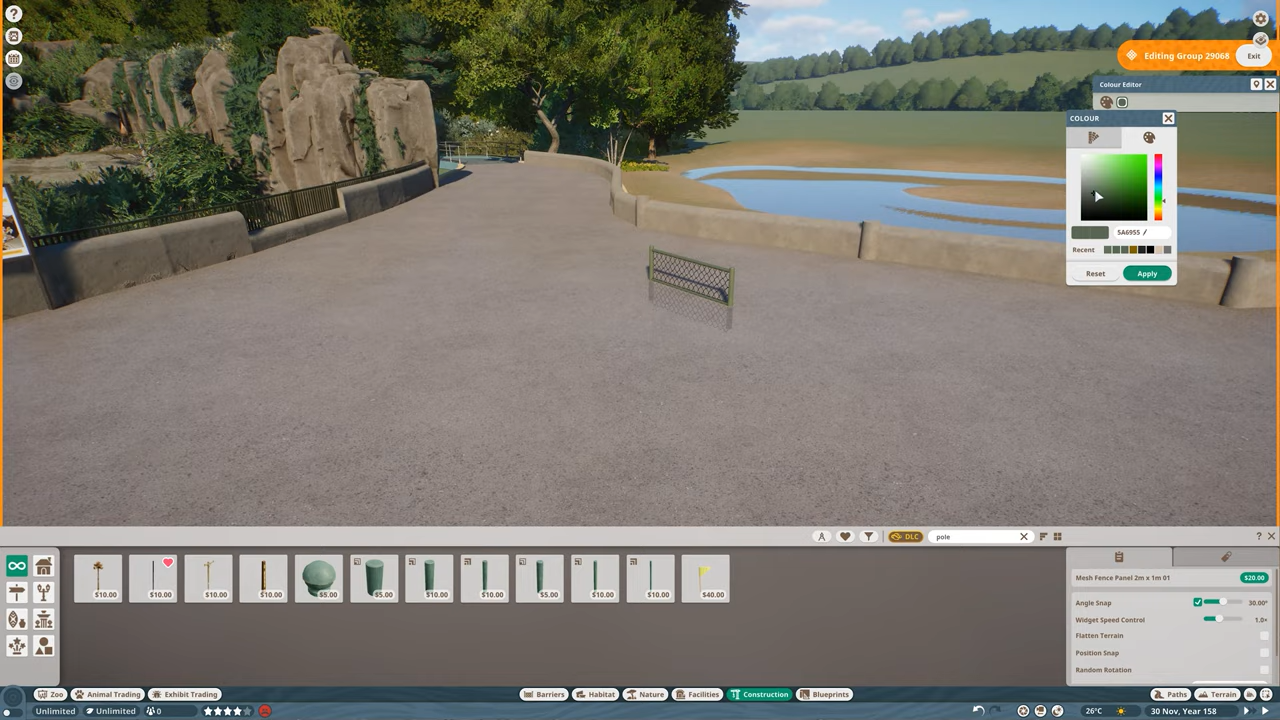 Editing Group 29068
Exit
Colour Editor
COLOUR
5A6955
Recent
Reset
Apply
DLC
pole
$10.00
$10.00
$10.00
$10.00
$5.00
$5.00
$10.00
$10.00
$5.00
$10.00
$10.00
$40.00
Mesh Fence Panel 2m x 1m 01
$20.00
Angle Snap
30.00°
Widget Speed Control
1.0×
Flatten Terrain
Position Snap
Random Rotation
Zoo
Animal Trading
Exhibit Trading
Barriers
Habitat
Nature
Facilities
Construction
Blueprints
Paths
Terrain
Unlimited
Unlimited
0
26°C
30 Nov, Year 158